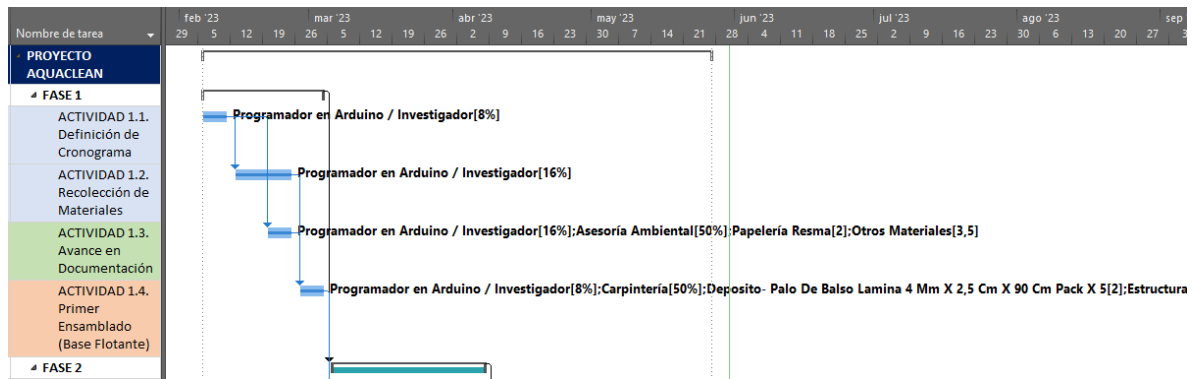 feb '23 mar '23 abr '23 may '23 jun '23 jul '23 ago '23 sep
Nombre de tarea 29 5 12 19 26 5 12 19 26 2 9 16 23 30 7 14 21 28 4 11 18 25 2 9 16 23 30 6 13 20 27 3
PROYECTO
AQUACLEAN
FASE 1
ACTIVIDAD 1.1. Programador en Arduino / Investigador[8%]
Definición de
Cronograma
ACTIVIDAD 1.2. Programador en Arduino / Investigador[16%]
Recolección de
Materiales
ACTIVIDAD 1.3. Programador en Arduino / Investigador[16%];Asesoría Ambiental[50%];Papelería Resma[2];Otros Materiales[3,5]
Avance en
Documentación
ACTIVIDAD 1.4. Programador en Arduino / Investigador[8%];Carpintería[50%];Deposito- Palo De Balso Lamina 4 Mm X 2,5 Cm X 90 Cm Pack X 5[2];Estructura
Primer
Ensamblado
(Base Flotante)
FASE 2